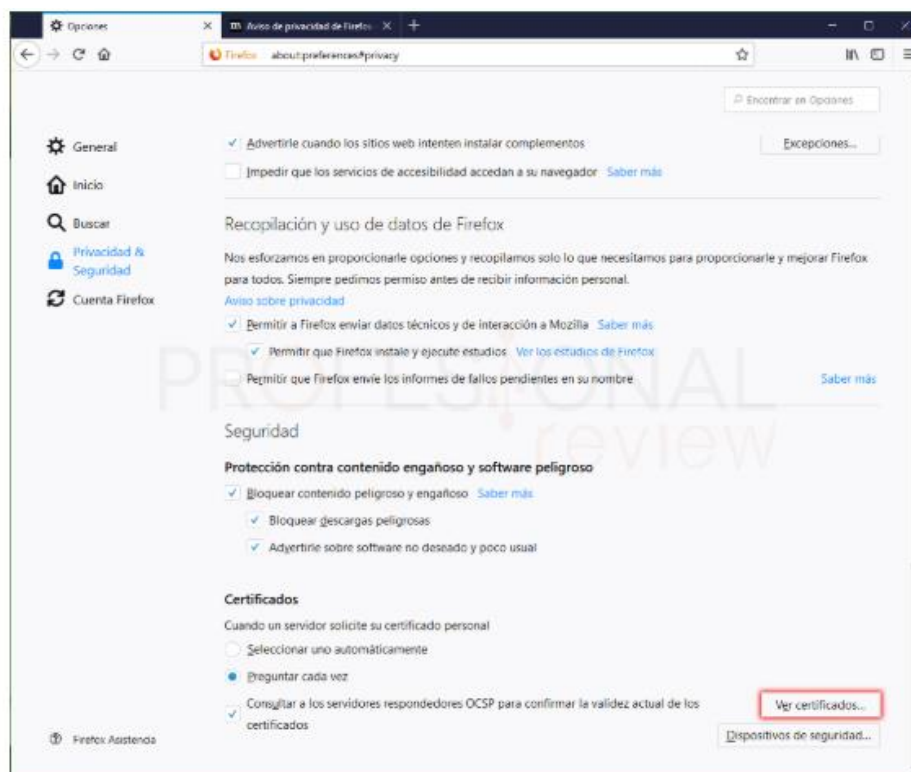 Opciones
Aviso de privacidad de Firefox
Firefox about:preferences#privacy
Encontrar en Opciones
General
Inicio
Buscar
Privacidad &
Seguridad
Cuenta Firefox
Firefox Asistencia
Advertirle cuando los sitios web intenten instalar complementos
Excepciones...
Impedir que los servicios de accesibilidad accedan a su navegador Saber más
Recopilación y uso de datos de Firefox
Nos esforzamos en proporcionarle opciones y recopilamos solo lo que necesitamos para proporcionarle y mejorar Firefox
para todos. Siempre pedimos permiso antes de recibir información personal.
Aviso sobre privacidad
Permitir a Firefox enviar datos técnicos y de interacción a Mozilla Saber más
Permitir que Firefox instale y ejecute estudios Ver los estudios de Firefox
Permitir que Firefox envíe los informes de fallos pendientes en su nombre Saber más
PROFESIONAL
review
Seguridad
Protección contra contenido engañoso y software peligroso
Bloquear contenido peligroso y engañoso Saber más
Bloquear descargas peligrosas
Advertirle sobre software no deseado y poco usual
Certificados
Cuando un servidor solicite su certificado personal
Seleccionar uno automáticamente
Preguntar cada vez
Consultar a los servidores respondedores OCSP para confirmar la validez actual de los
certificados
Ver certificados...
Dispositivos de seguridad...